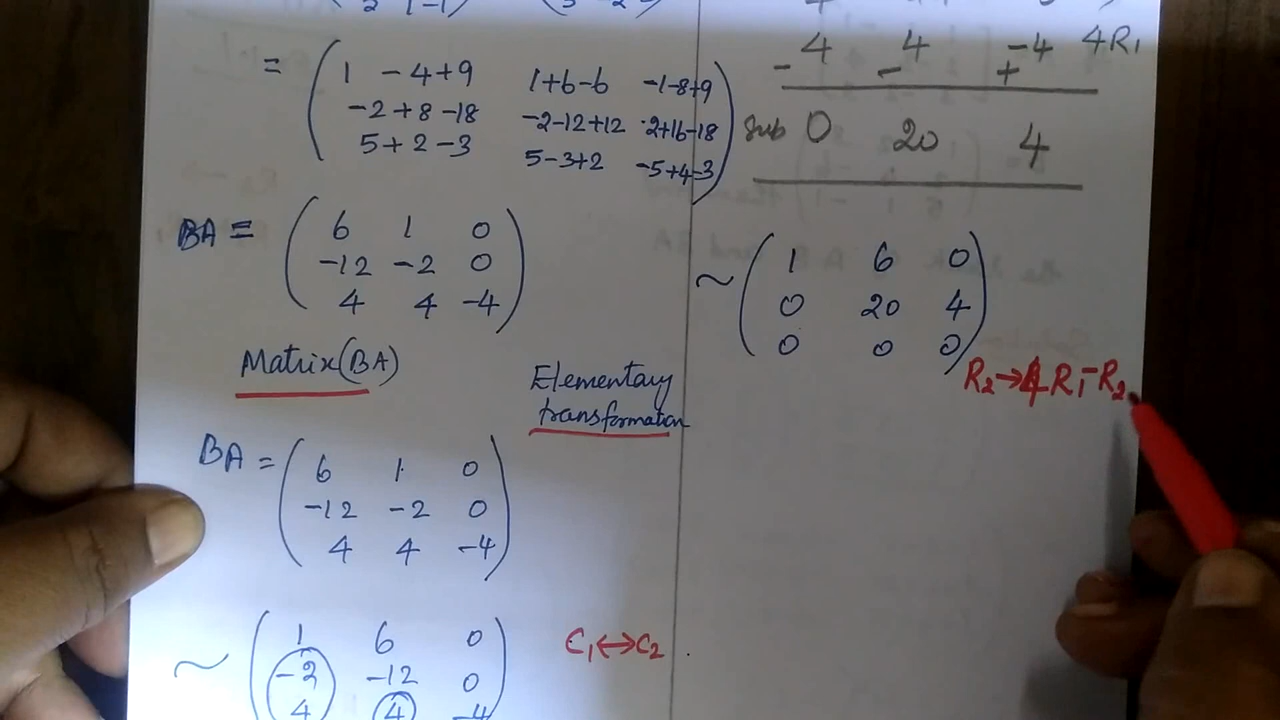 = ( 1 -4+9 1+6-6 -1-8+9
-2+8-18 -2-12+12 2+16-18
5+2-3 5-3+2 -5+4-3 )
BA = ( 6 1 0
-12 -2 0
4 4 -4 )
Matrix(BA)
Elementary
transformation
BA = ( 6 1 0
-12 -2 0
4 4 -4 )
~ ( 1 6 0
-2 -12 0
4 4 -4
C1↔C2
4 4 -4 4R1
- - +
Sub 0 20 4
~ ( 1 6 0
0 20 4
0 0 0 )
R2→4R1-R2